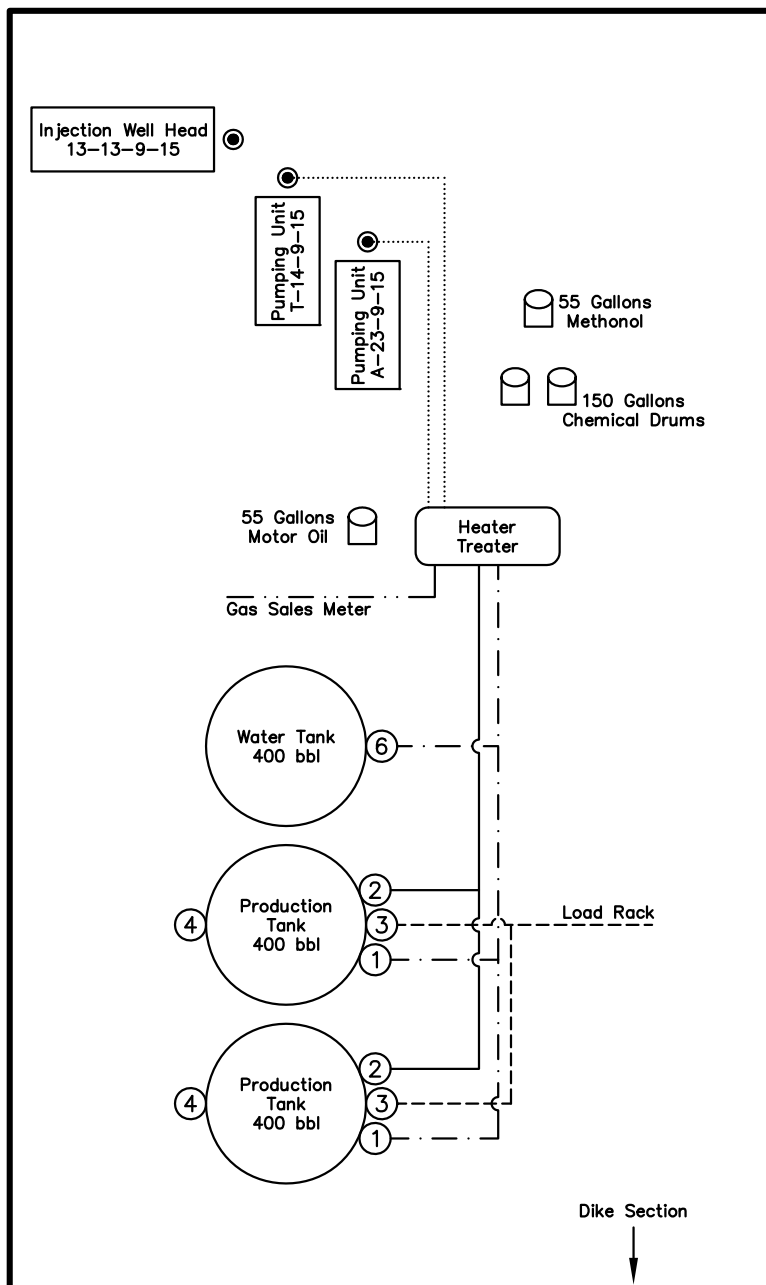 Injection Well Head
13-13-9-15
Pumping Unit
T-14-9-15
Pumping Unit
A-23-9-15
55 Gallons
Methonol
150 Gallons
Chemical Drums
55 Gallons
Motor Oil
Heater
Treater
Gas Sales Meter
Water Tank
400 bbl
6
Production
Tank
400 bbl
4
2
3
1
Load Rack
Production
Tank
400 bbl
4
2
3
1
Dike Section